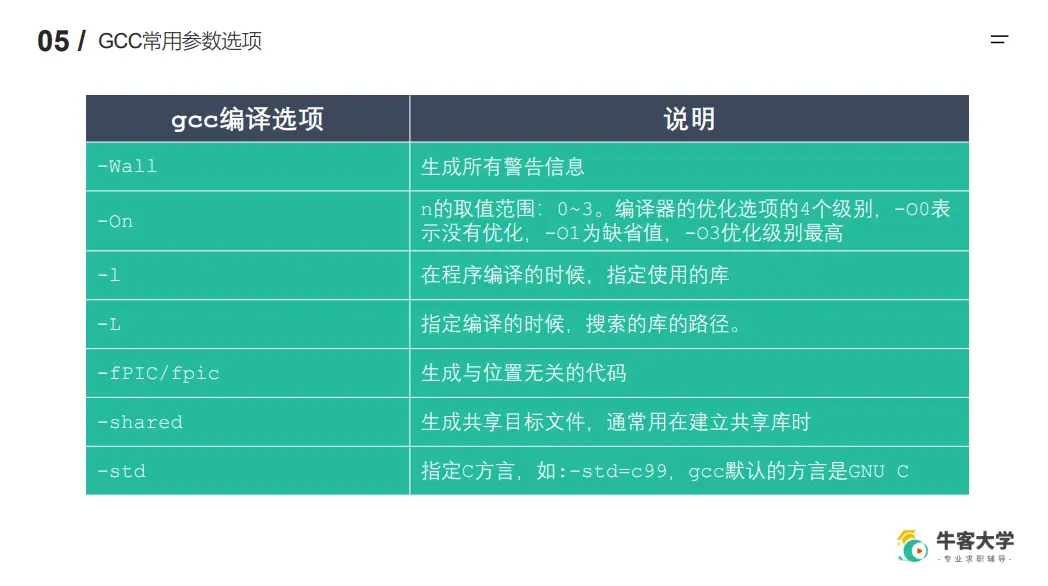 05 / GCC常用参数选项
gcc编译选项 说明
-Wall 生成所有警告信息
-On n的取值范围：0~3。编译器的优化选项的4个级别，-O0表
示没有优化，-O1为缺省值，-O3优化级别最高
-l 在程序编译的时候，指定使用的库
-L 指定编译的时候，搜索的库的路径。
-fPIC/fpic 生成与位置无关的代码
-shared 生成共享目标文件，通常用在建立共享库时
-std 指定C方言，如:-std=c99，gcc默认的方言是GNU C
牛客大学
·专业求职辅导·